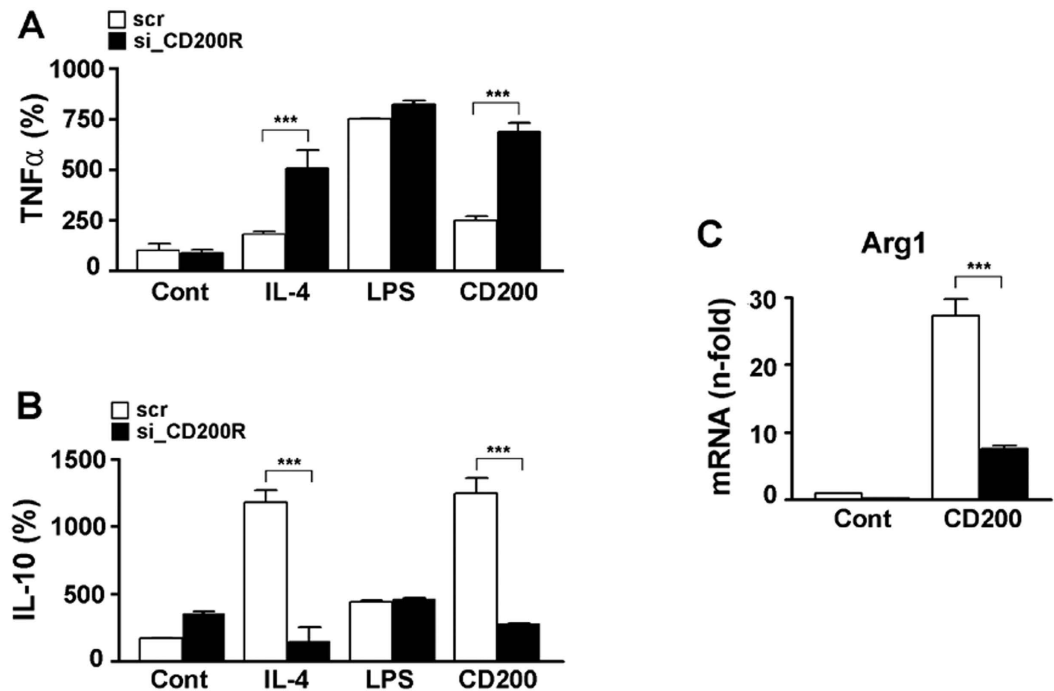 A
scr
si_CD200R
TNFα (%)
1000
750
500
250
0
***
***
Cont IL-4 LPS CD200
B
scr
si_CD200R
IL-10 (%)
1500
1000
500
0
***
***
Cont IL-4 LPS CD200
C
Arg1
mRNA (n-fold)
30
20
10
0
***
Cont CD200